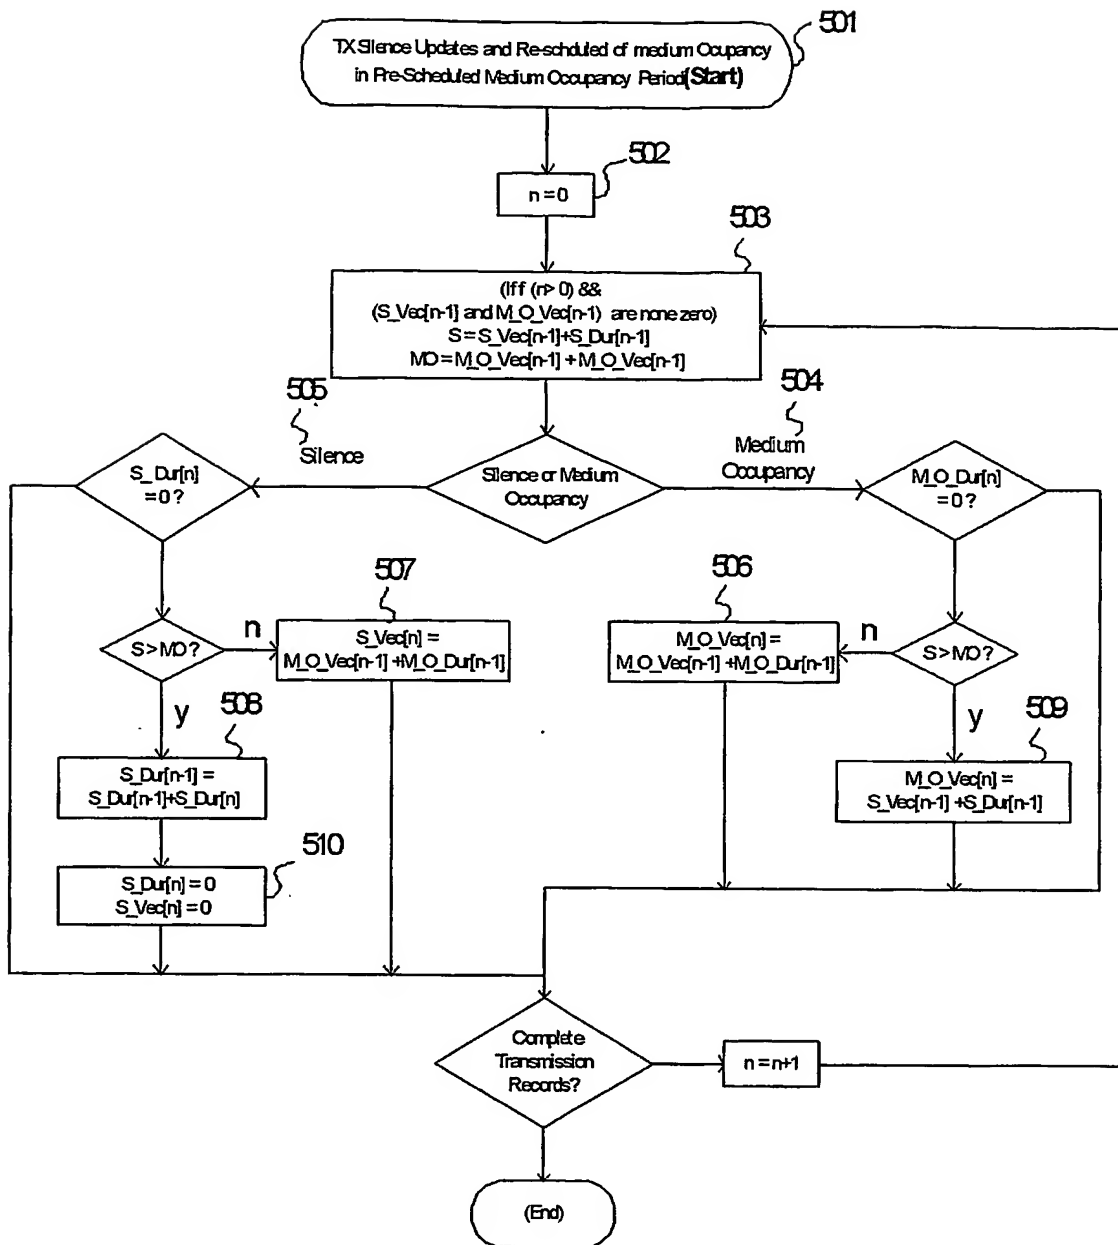 501
TX Silence Updates and Re-schduled of medium Ocupancy
in Pre-Scheduled Medium Occupancy Period(Start)
502
n = 0
503
(Iff (n> 0) &&
(S_Vec[n-1] and M_O_Vec[n-1) are none zero)
S = S_Vec[n-1]+S_Dur[n-1]
MO = M_O_Vec[n-1] + M_O_Vec[n-1]
505
Silence
504
Medium
Occupancy
S_Dur[n]
= 0 ?
Silence or Medium
Occupancy
M_O_Dur[n]
= 0 ?
S > MO ?
n
507
S_Vec[n] =
M_O_Vec[n-1] +M_O_Dur[n-1]
506
M_O_Vec[n] =
M_O_Vec[n-1] +M_O_Dur[n-1]
n
S > MO ?
y
508
S_Dur[n-1] =
S_Dur[n-1]+S_Dur[n]
y
509
M_O_Vec[n] =
S_Vec[n-1] +S_Dur[n-1]
510
S_Dur[n] = 0
S_Vec[n] = 0
Complete
Transmission
Records?
n = n+1
(End)